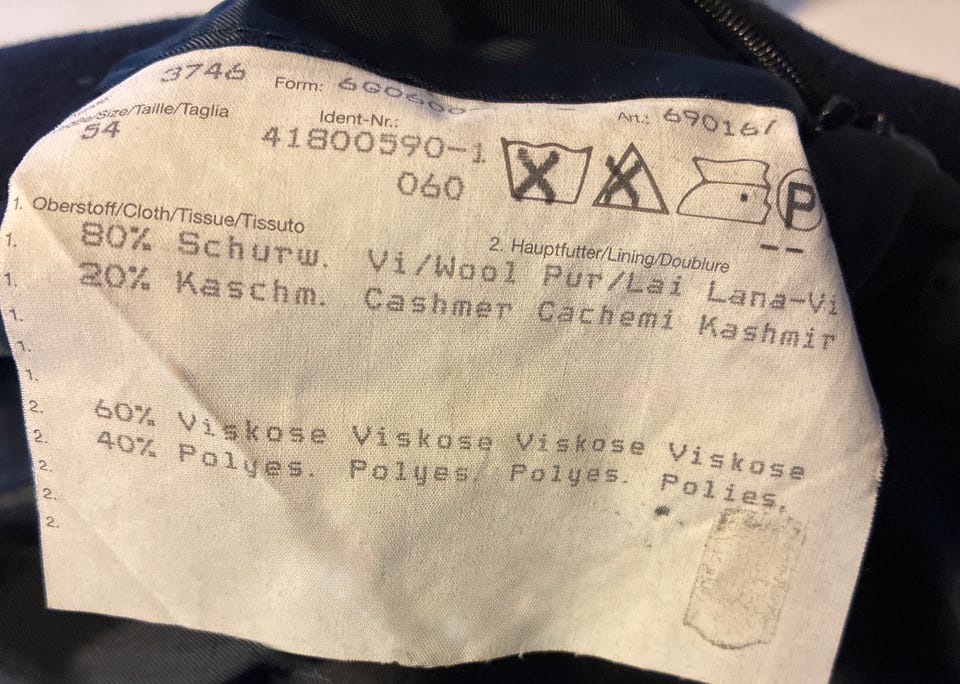 3746 Form:
Size/Taille/Taglia Ident-Nr.: Art.: 69016/
54 41800590-1
060
P
1. Oberstoff/Cloth/Tissue/Tissuto 2. Hauptfutter/Lining/Doublure
1. 80% Schurw. Vi/Wool Pur/Lai Lana-Vi
1. 20% Kaschm. Cashmer Cachemi Kashmir
1.
1.
1.
2. 60% Viskose Viskose Viskose Viskose
2. 40% Polyes. Polyes. Polyes. Polies.
2.
2.
2.